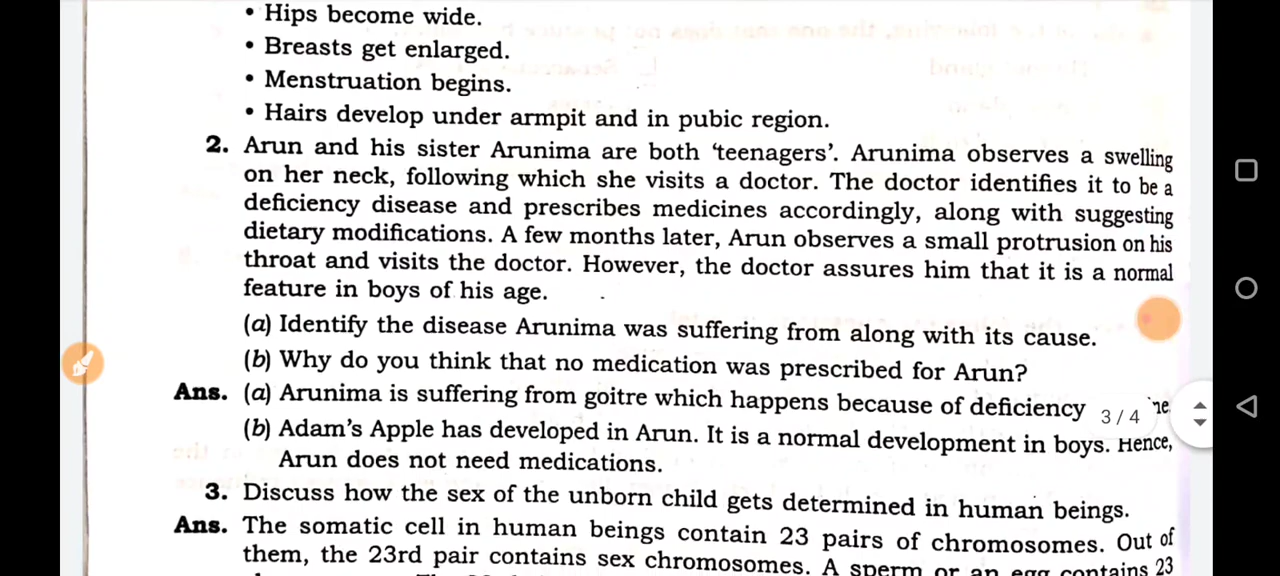 • Hips become wide.
• Breasts get enlarged.
• Menstruation begins.
• Hairs develop under armpit and in pubic region.
2. Arun and his sister Arunima are both ‘teenagers’. Arunima observes a swelling
on her neck, following which she visits a doctor. The doctor identifies it to be a
deficiency disease and prescribes medicines accordingly, along with suggesting
dietary modifications. A few months later, Arun observes a small protrusion on his
throat and visits the doctor. However, the doctor assures him that it is a normal
feature in boys of his age.
(a) Identify the disease Arunima was suffering from along with its cause.
(b) Why do you think that no medication was prescribed for Arun?
Ans. (a) Arunima is suffering from goitre which happens because of deficiency
3 / 4
(b) Adam’s Apple has developed in Arun. It is a normal development in boys. Hence,
Arun does not need medications.
3. Discuss how the sex of the unborn child gets determined in human beings.
Ans. The somatic cell in human beings contain 23 pairs of chromosomes. Out of
them, the 23rd pair contains sex chromosomes. A sperm or an egg contains 23